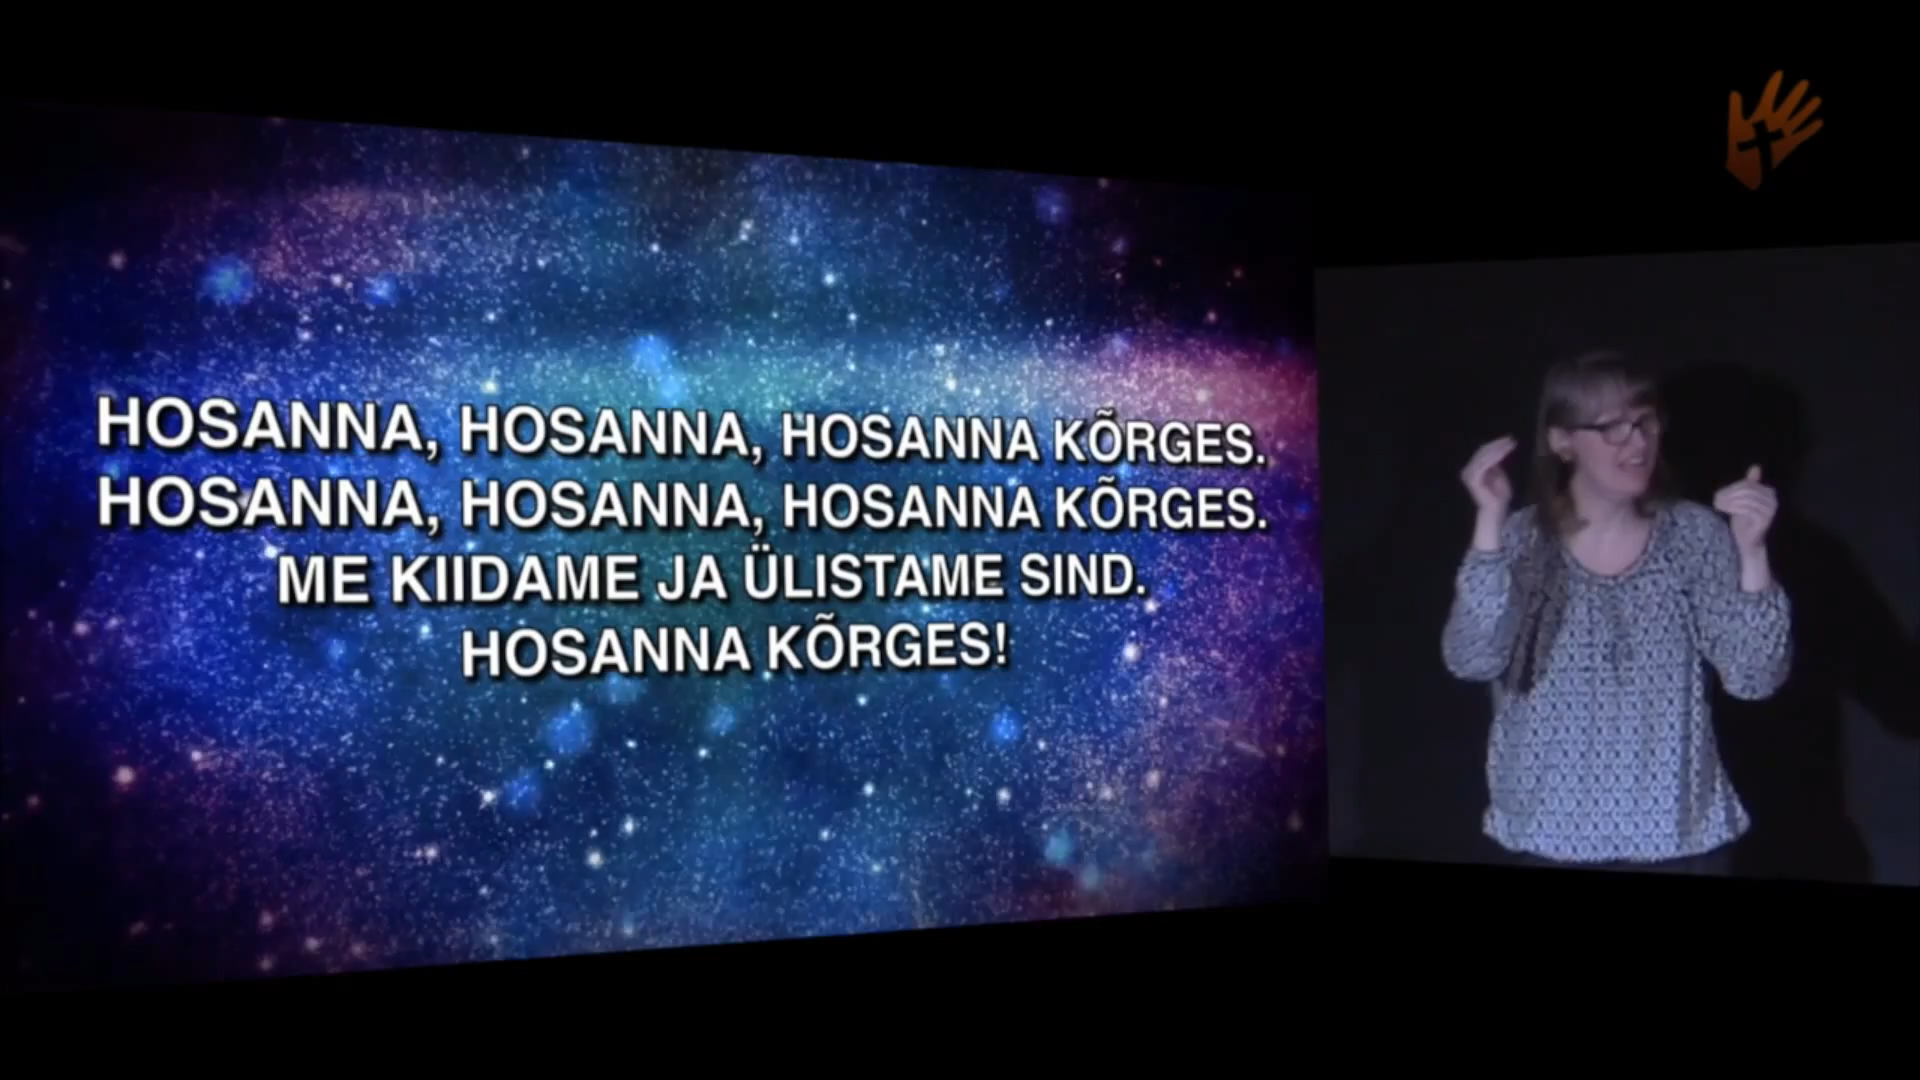 HOSANNA, HOSANNA, HOSANNA KÕRGES.
HOSANNA, HOSANNA, HOSANNA KÕRGES.
ME KIIDAME JA ÜLISTAME SIND.
HOSANNA KÕRGES!